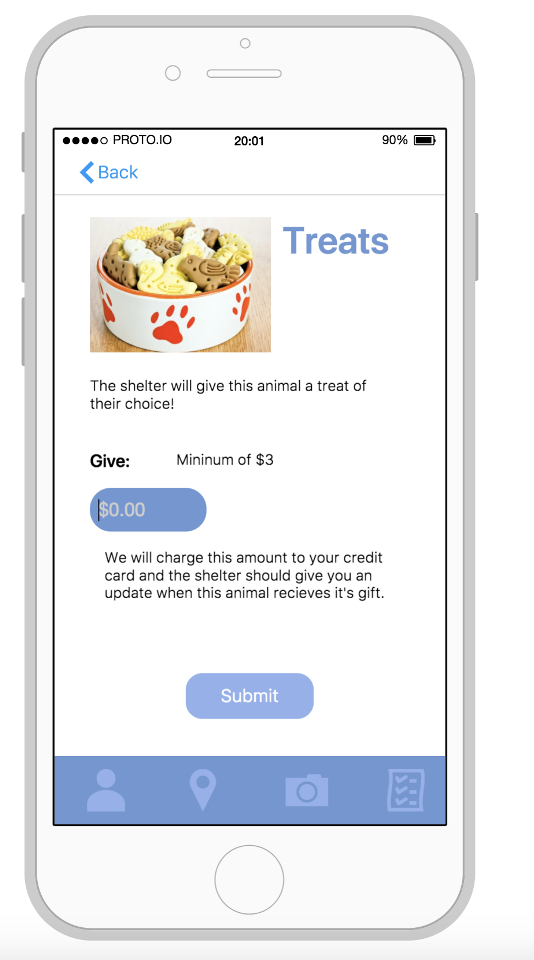 PROTO.IO 20:01 90%
Back
Treats
The shelter will give this animal a treat of
their choice!
Give: Mininum of $3
$0.00
We will charge this amount to your credit
card and the shelter should give you an
update when this animal recieves it's gift.
Submit